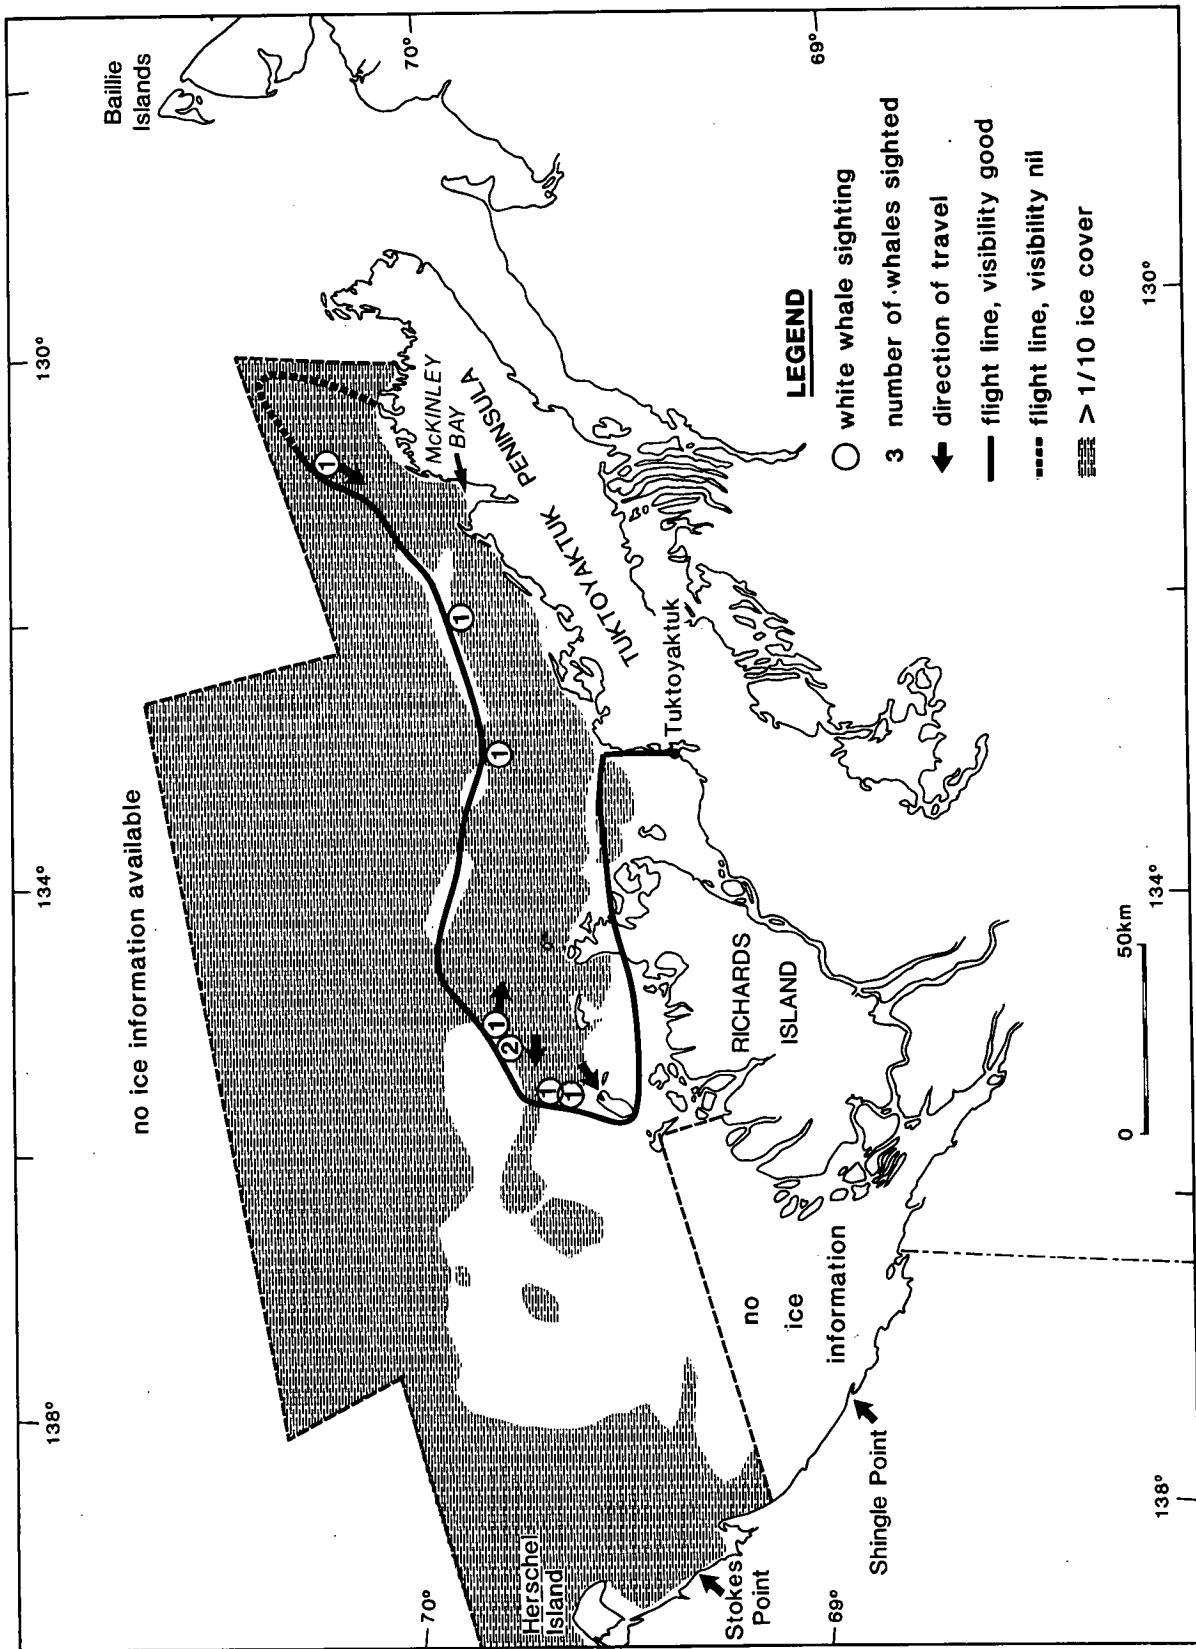 138°
134°
130°
Baillie
Islands
no ice information available
70°
70°
McKINLEY
BAY
TUKTOYAKTUK PENINSULA
Herschel
Island
Tuktoyaktuk
1
1
1
1
2
1
1
Stokes
Point
RICHARDS
ISLAND
no
ice
information
Shingle Point
69°
69°
LEGEND
white whale sighting
3 number of whales sighted
direction of travel
flight line, visibility good
flight line, visibility nil
> 1/10 ice cover
0 50km
138°
134°
130°